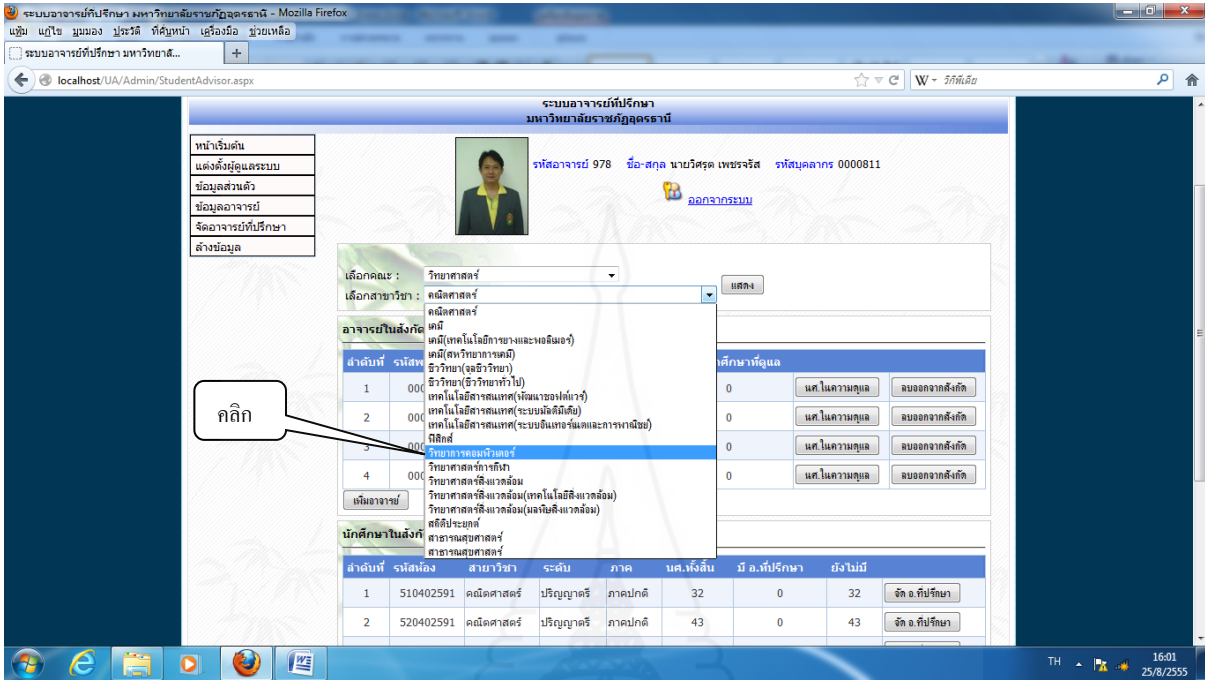 ระบบอาจารย์ที่ปรึกษา มหาวิทยาลัยราชภัฏอุดรธานี - Mozilla Firefox
แฟ้ม แก้ไข มุมมอง ประวัติ ที่คั่นหน้า เครื่องมือ ช่วยเหลือ
ระบบอาจารย์ที่ปรึกษา มหาวิทยาลั...
localhost/UA/Admin/StudentAdvisor.aspx
W วิกิพีเดีย
ระบบอาจารย์ที่ปรึกษา
มหาวิทยาลัยราชภัฏอุดรธานี
หน้าเริ่มต้น
แต่งตั้งผู้ดูแลระบบ
ข้อมูลส่วนตัว
ข้อมูลอาจารย์
จัดอาจารย์ที่ปรึกษา
ล้างข้อมูล
รหัสอาจารย์ 978 ชื่อ-สกุล นายวิศรุต เพชรจรัส รหัสบุคลากร 0000811
ออกจากระบบ
เลือกคณะ : วิทยาศาสตร์
เลือกสาขาวิชา : คณิตศาสตร์
แสดง
คณิตศาสตร์
เคมี
เคมี(เทคโนโลยีการยางและพอลิเมอร์)
เคมี(สหวิทยาการเคมี)
ชีววิทยา(จุลชีววิทยา)
ชีววิทยา(ชีววิทยาทั่วไป)
เทคโนโลยีสารสนเทศ(พัฒนาซอฟต์แวร์)
เทคโนโลยีสารสนเทศ(ระบบมัลติมีเดีย)
เทคโนโลยีสารสนเทศ(ระบบอินเทอร์เนตและการพาณิชย์)
ฟิสิกส์
วิทยาการคอมพิวเตอร์
วิทยาศาสตร์การกีฬา
วิทยาศาสตร์สิ่งแวดล้อม
วิทยาศาสตร์สิ่งแวดล้อม(เทคโนโลยีสิ่งแวดล้อม)
วิทยาศาสตร์สิ่งแวดล้อม(มลพิษสิ่งแวดล้อม)
สถิติประยุกต์
สาธารณสุขศาสตร์
สาธารณสุขศาสตร์
คลิก
อาจารย์ในสังกัด
ลำดับที่ รหัสพ ศึกษาที่ดูแล
1 000 0 นศ.ในความดูแล ลบออกจากสังกัด
2 000 0 นศ.ในความดูแล ลบออกจากสังกัด
3 000 0 นศ.ในความดูแล ลบออกจากสังกัด
4 000 0 นศ.ในความดูแล ลบออกจากสังกัด
เพิ่มอาจารย์
นักศึกษาในสังกั
ลำดับที่ รหัสห้อง สายาวิชา ระดับ ภาค นศ.ทั้งสิ้น มี อ.ที่ปรึกษา ยังไม่มี
1 510402591 คณิตศาสตร์ ปริญญาตรี ภาคปกติ 32 0 32 จัด อ.ที่ปรึกษา
2 520402591 คณิตศาสตร์ ปริญญาตรี ภาคปกติ 43 0 43 จัด อ.ที่ปรึกษา
TH 16:01
25/8/2555